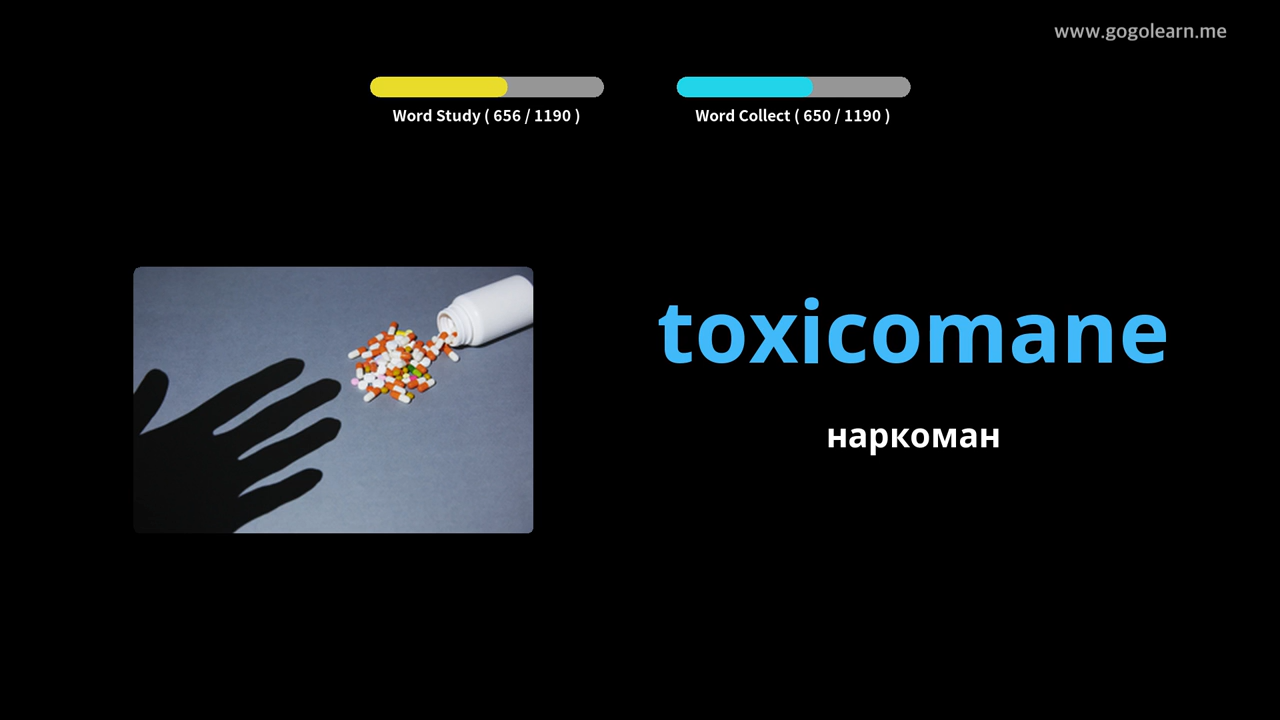 www.gogolearn.me
Word Study ( 656 / 1190 )
Word Collect ( 650 / 1190 )
toxicomane
наркоман